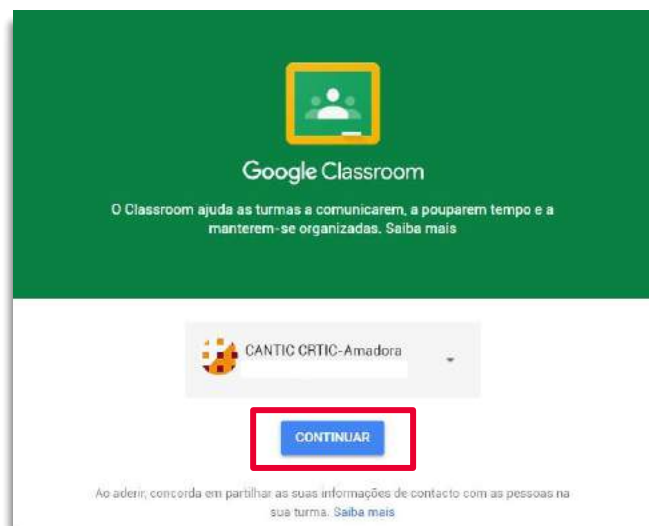 Google Classroom
O Classroom ajuda as turmas a comunicarem, a pouparem tempo e a
manterem-se organizadas. Saiba mais
CANTIC CRTIC-Amadora
CONTINUAR
Ao aderir, concorda em partilhar as suas informações de contacto com as pessoas na
sua turma. Saiba mais